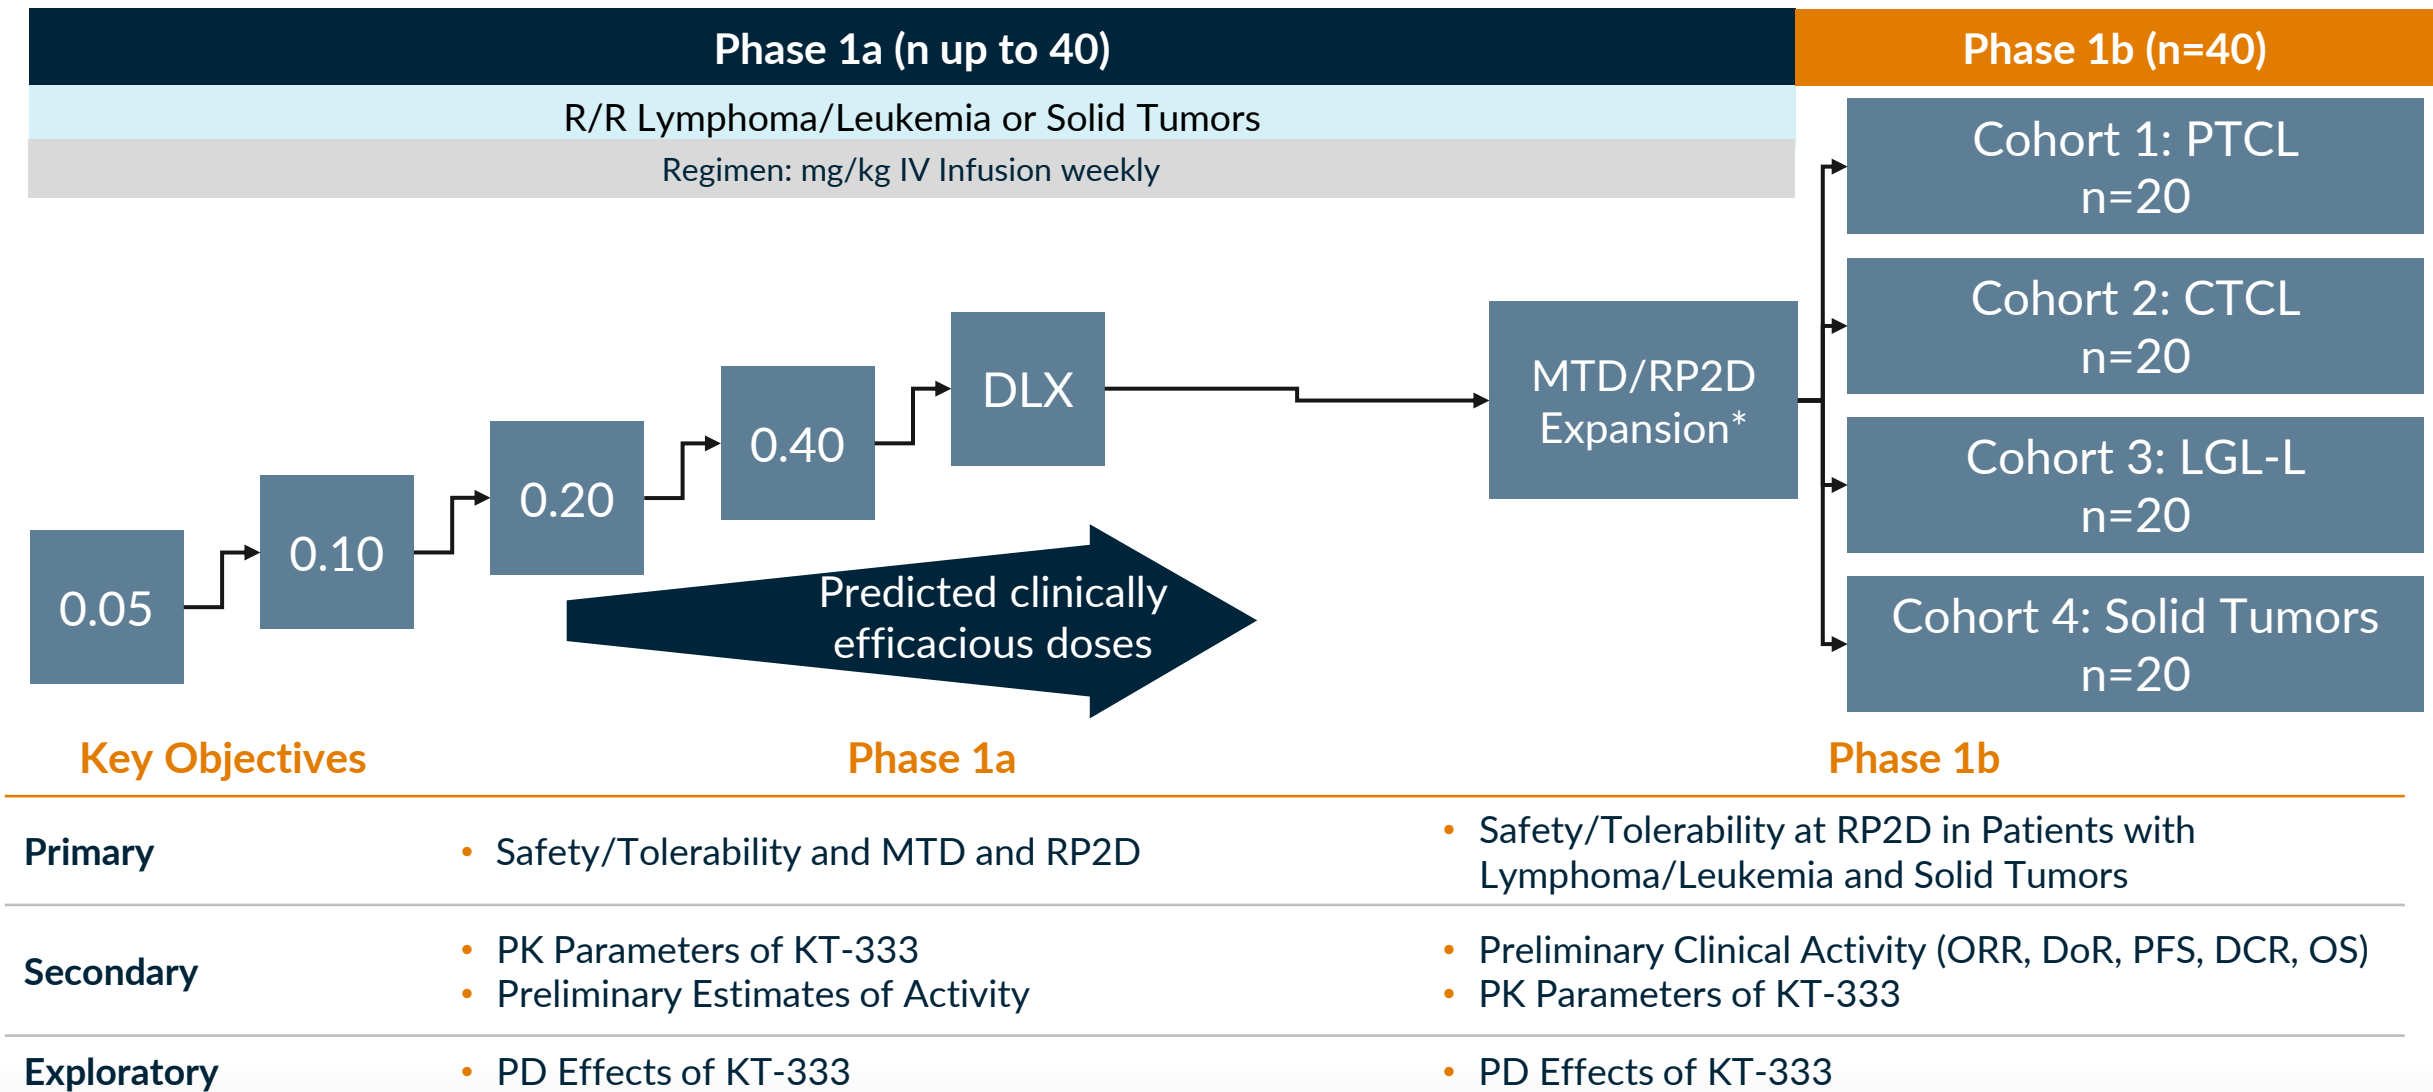 Phase 1a (n up to 40)
Phase 1b (n=40)
R/R Lymphoma/Leukemia or Solid Tumors
Regimen: mg/kg IV Infusion weekly
0.05
0.10
0.20
0.40
DLX
MTD/RP2D
Expansion*
Predicted clinically
efficacious doses
Cohort 1: PTCL
n=20
Cohort 2: CTCL
n=20
Cohort 3: LGL-L
n=20
Cohort 4: Solid Tumors
n=20
Key Objectives
Phase 1a
Phase 1b
Primary
• Safety/Tolerability and MTD and RP2D
• Safety/Tolerability at RP2D in Patients with
Lymphoma/Leukemia and Solid Tumors
Secondary
• PK Parameters of KT-333
• Preliminary Estimates of Activity
• Preliminary Clinical Activity (ORR, DoR, PFS, DCR, OS)
• PK Parameters of KT-333
Exploratory
• PD Effects of KT-333
• PD Effects of KT-333